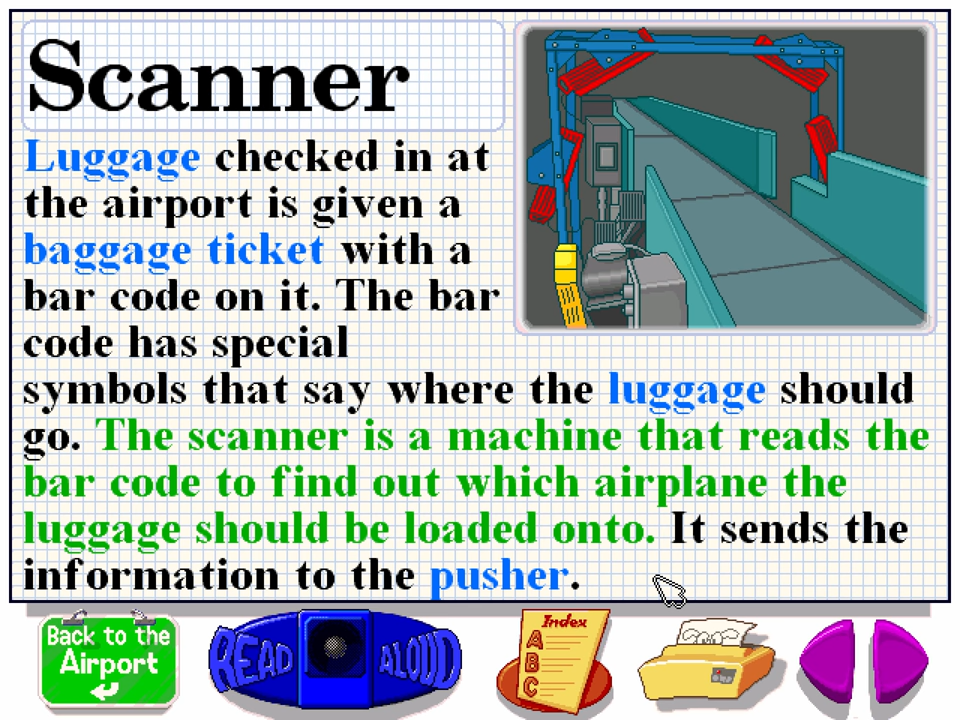 Scanner
Luggage checked in at
the airport is given a
baggage ticket with a
bar code on it. The bar
code has special
symbols that say where the luggage should
go. The scanner is a machine that reads the
bar code to find out which airplane the
luggage should be loaded onto. It sends the
information to the pusher.
Back to the
Airport
READ ALOUD
Index
A
B
C